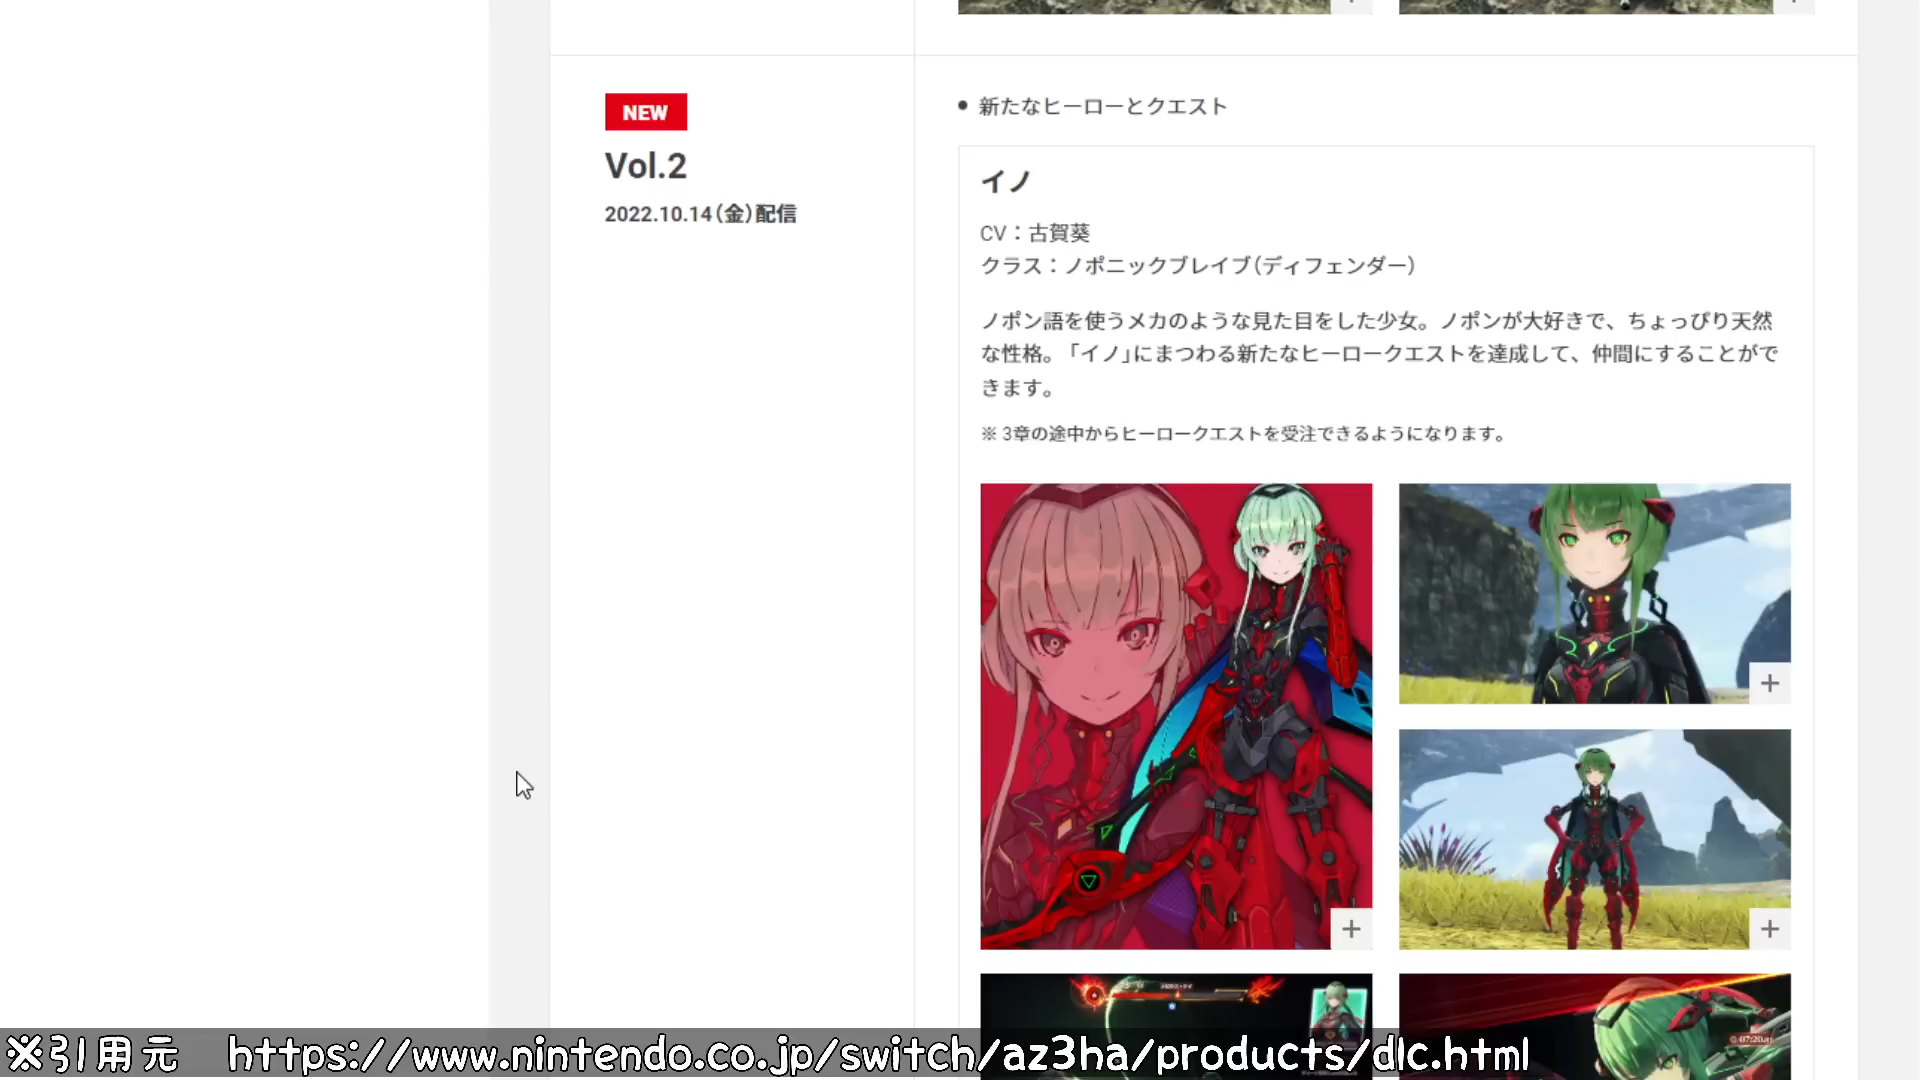 NEW
Vol.2
2022.10.14(金)配信
● 新たなヒーローとクエスト
イノ
CV：古賀葵
クラス：ノポニックブレイブ(ディフェンダー)
ノポン語を使うメカのような見た目をした少女。ノポンが大好きで、ちょっぴり天然
な性格。「イノ」にまつわる新たなヒーロークエストを達成して、仲間にすることがで
きます。
※ 3章の途中からヒーロークエストを受注できるようになります。
※引用元　https://www.nintendo.co.jp/switch/az3ha/products/dlc.html